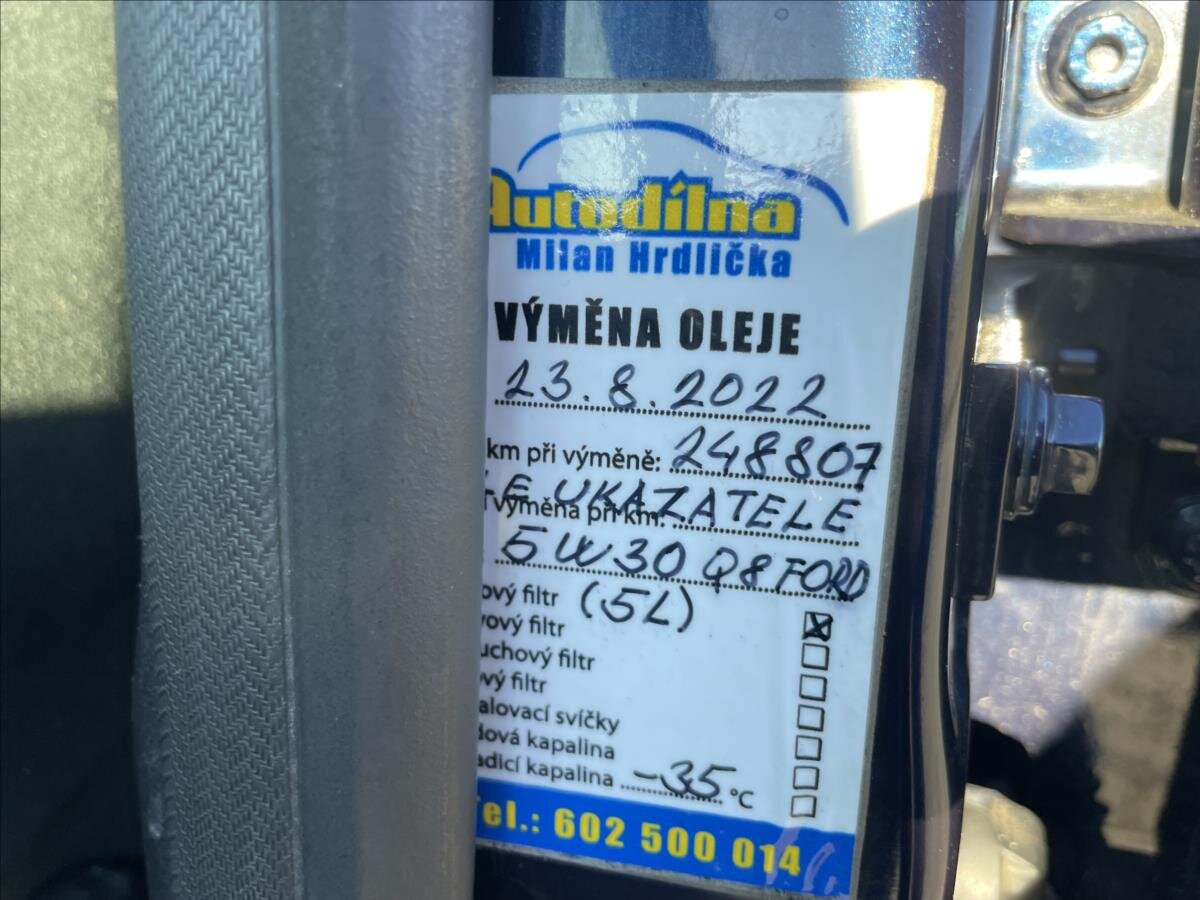 Autodílna
Milan Hrdlička
VÝMĚNA OLEJE
23.8.2022
km při výměně: 248807
výměna při km: LE UKAZATELE
5W30 Q8 FORD
ový filtr (5L)
ový filtr
uchový filtr
vý filtr
alovací svíčky
dová kapalina
adicí kapalina -35 °C
Tel.: 602 500 014